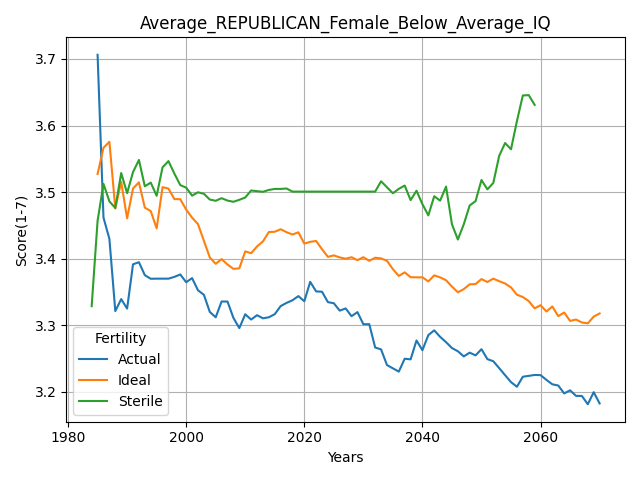 Average_REPUBLICAN_Female_Below_Average_IQ
Score(1-7)
3.7
3.6
3.5
3.4
3.3
3.2
Fertility
Actual
Ideal
Sterile
1980
2000
2020
2040
2060
Years